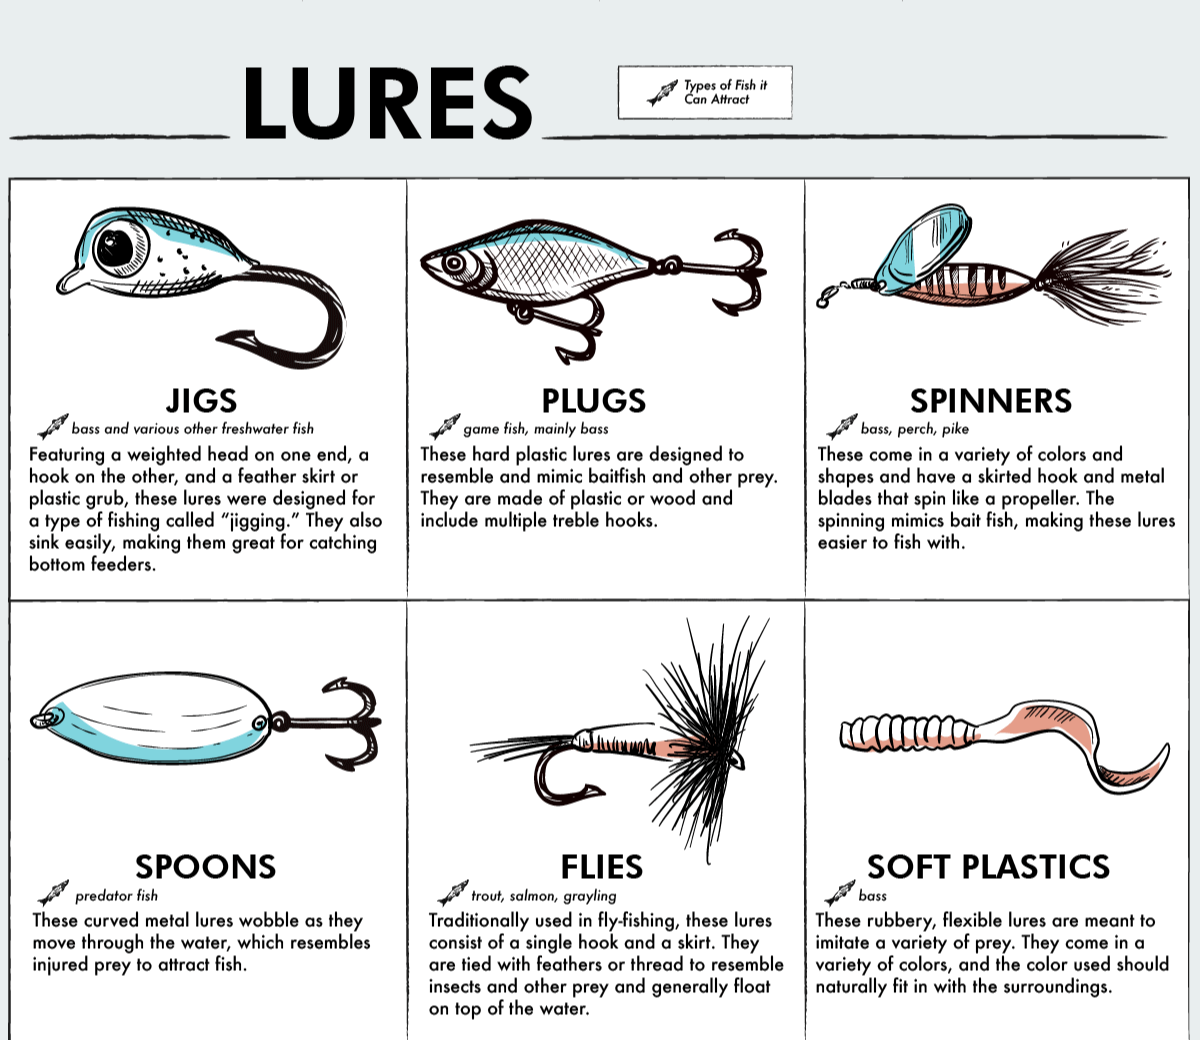 LURES
Types of Fish it
Can Attract
JIGS
bass and various other freshwater fish
Featuring a weighted head on one end, a
hook on the other, and a feather skirt or
plastic grub, these lures were designed for
a type of fishing called “jigging.” They also
sink easily, making them great for catching
bottom feeders.
PLUGS
game fish, mainly bass
These hard plastic lures are designed to
resemble and mimic baitfish and other prey.
They are made of plastic or wood and
include multiple treble hooks.
SPINNERS
bass, perch, pike
These come in a variety of colors and
shapes and have a skirted hook and metal
blades that spin like a propeller. The
spinning mimics bait fish, making these lures
easier to fish with.
SPOONS
predator fish
These curved metal lures wobble as they
move through the water, which resembles
injured prey to attract fish.
FLIES
trout, salmon, grayling
Traditionally used in fly-fishing, these lures
consist of a single hook and a skirt. They
are tied with feathers or thread to resemble
insects and other prey and generally float
on top of the water.
SOFT PLASTICS
bass
These rubbery, flexible lures are meant to
imitate a variety of prey. They come in a
variety of colors, and the color used should
naturally fit in with the surroundings.